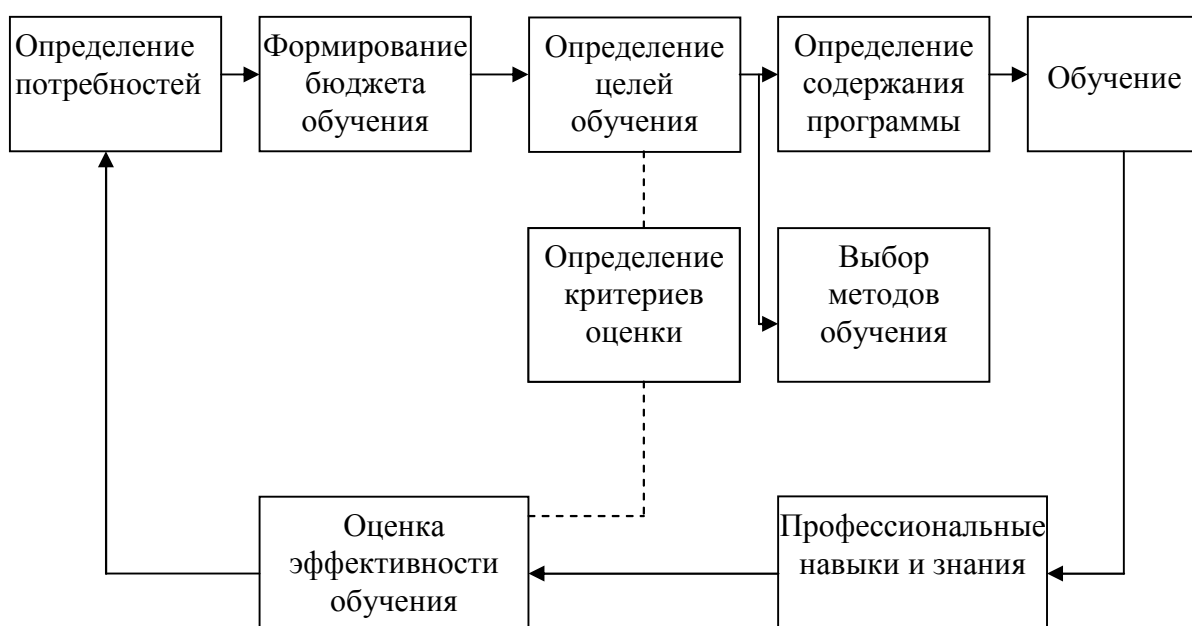 Определение
потребностей
Формирование
бюджета
обучения
Определение
целей
обучения
Определение
содержания
программы
Обучение
Определение
критериев
оценки
Выбор
методов
обучения
Оценка
эффективности
обучения
Профессиональные
навыки и знания